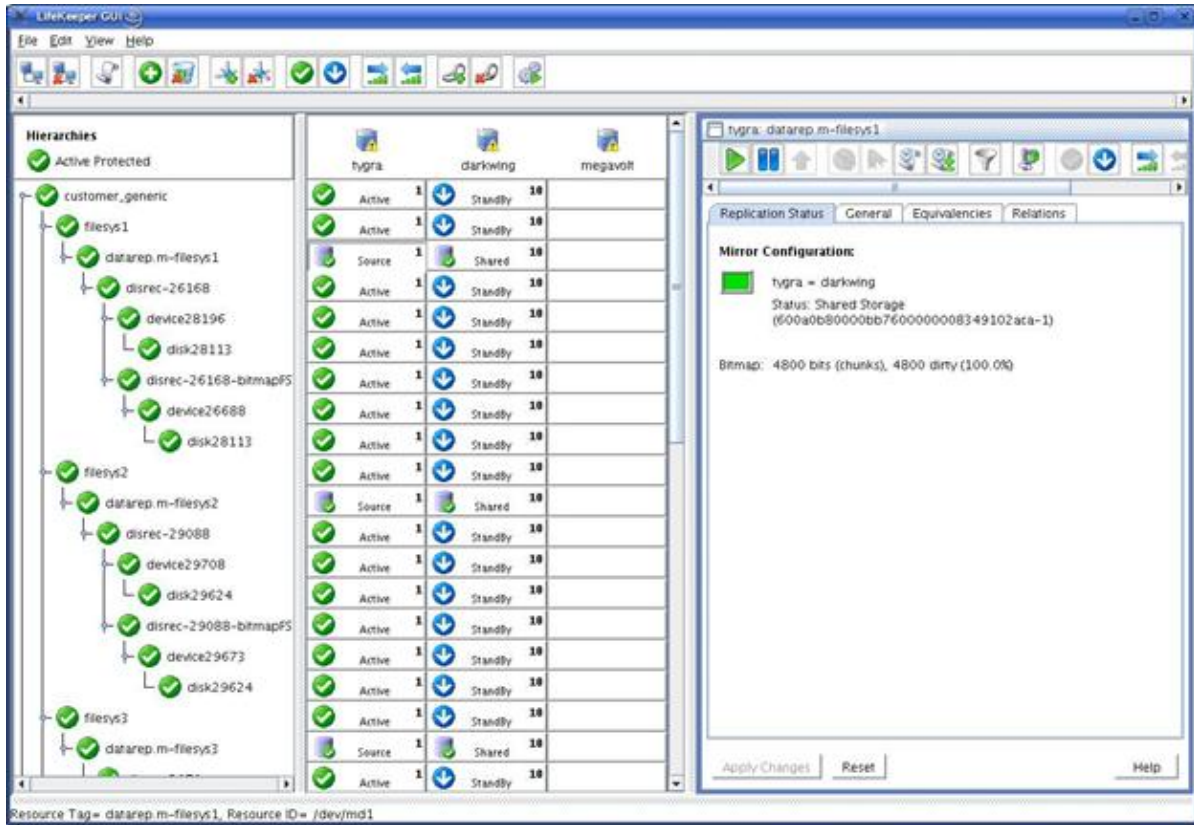 LifeKeeper GUI
File Edit View Help
Hierarchies
Active Protected
tygra darkwing megavolt
customer_generic Active 1 StandBy 10
filesys1 Active 1 StandBy 10
datarep.m-filesys1 Source 1 Shared 10
disrec-26168 Active 1 StandBy 10
device28196 Active 1 StandBy 10
disk28113 Active 1 StandBy 10
disrec-26168-bitmapFS Active 1 StandBy 10
device26688 Active 1 StandBy 10
disk28113 Active 1 StandBy 10
filesys2 Active 1 StandBy 10
datarep.m-filesys2 Source 1 Shared 10
disrec-29088 Active 1 StandBy 10
device29708 Active 1 StandBy 10
disk29624 Active 1 StandBy 10
disrec-29088-bitmapFS Active 1 StandBy 10
device29673 Active 1 StandBy 10
disk29624 Active 1 StandBy 10
filesys3 Active 1 StandBy 10
datarep.m-filesys3 Source 1 Shared 10
Active 1 StandBy 10
tygra: datarep.m-filesys1
Replication Status General Equivalencies Relations
Mirror Configuration:
tygra = darkwing
Status: Shared Storage
(600a0b80000bb7600000008349102aca-1)
Bitmap: 4800 bits (chunks), 4800 dirty (100.0%)
Apply Changes Reset Help
Resource Tag= datarep.m-filesys1, Resource ID= /dev/md1